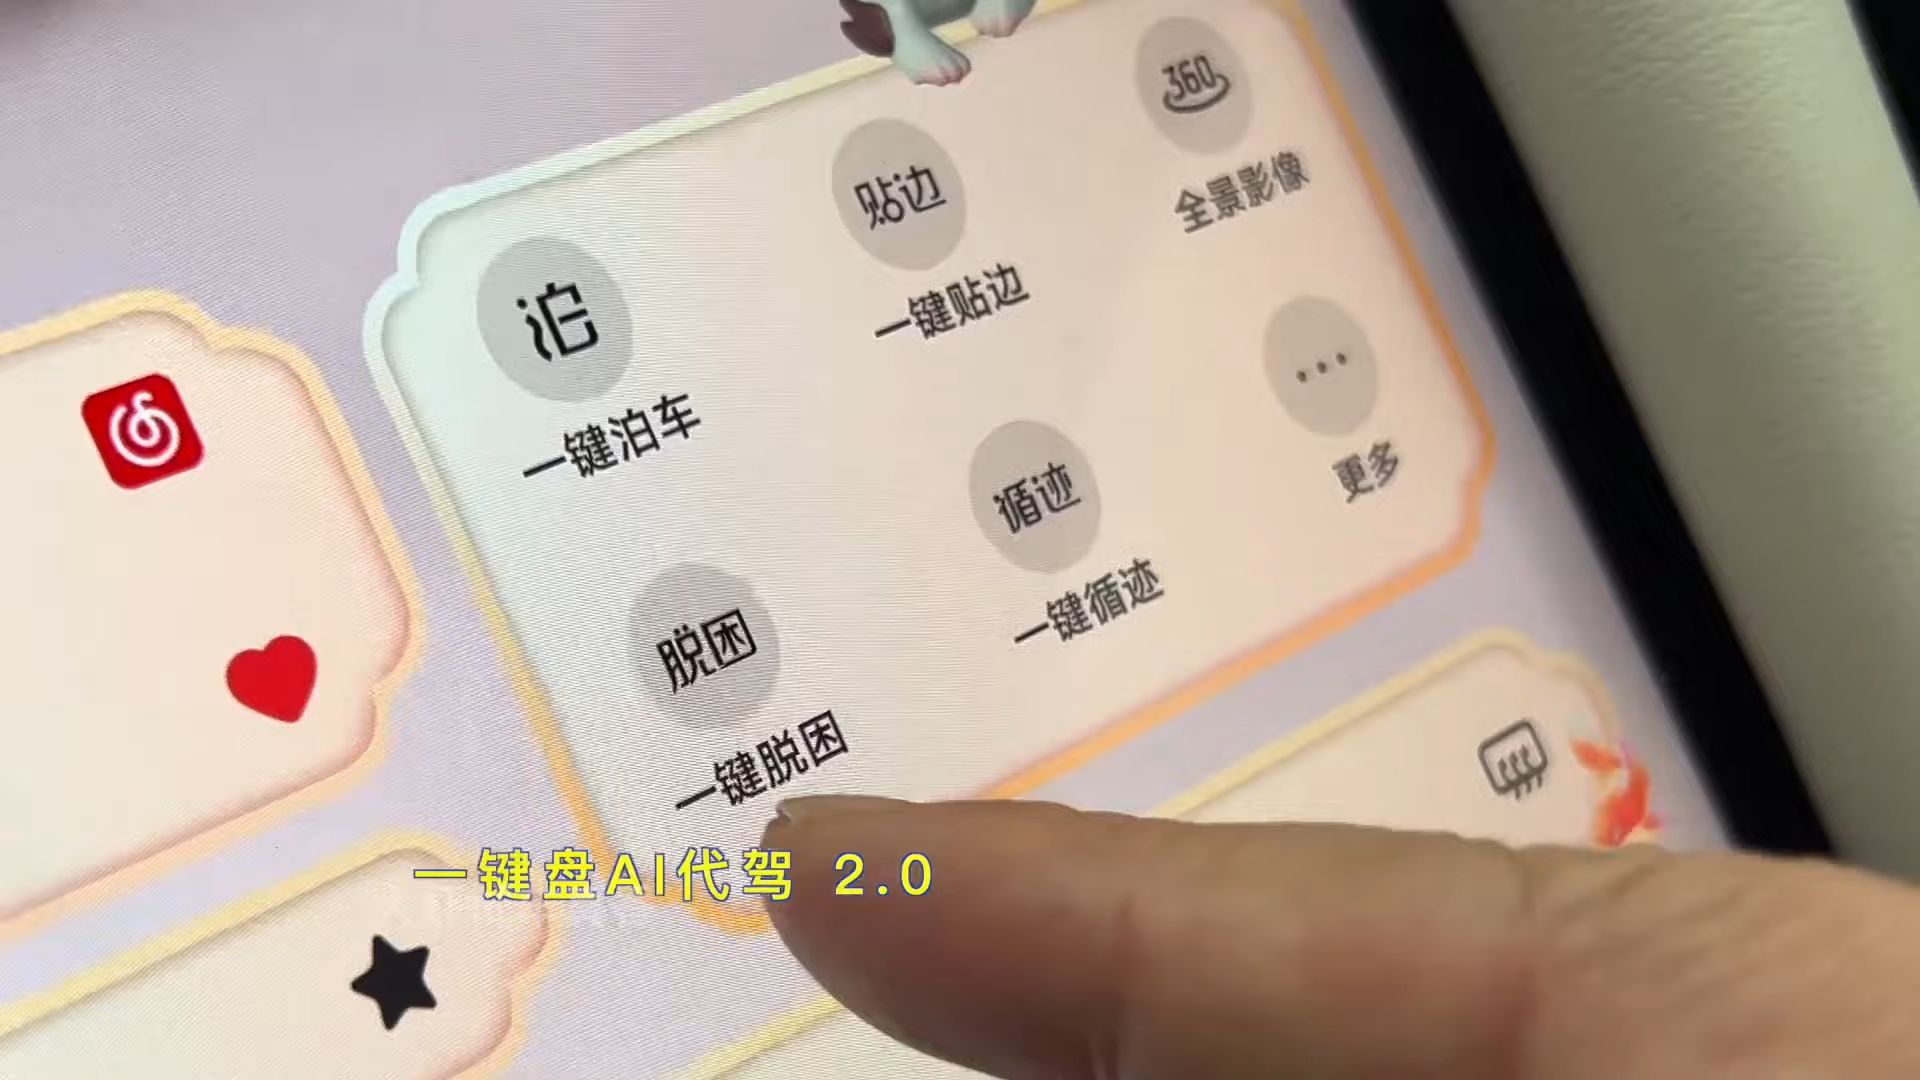 360
全景影像
贴边
一键贴边
泊
一键泊车
更多
循迹
一键循迹
脱困
一键脱困
一键盘AI代驾 2.0